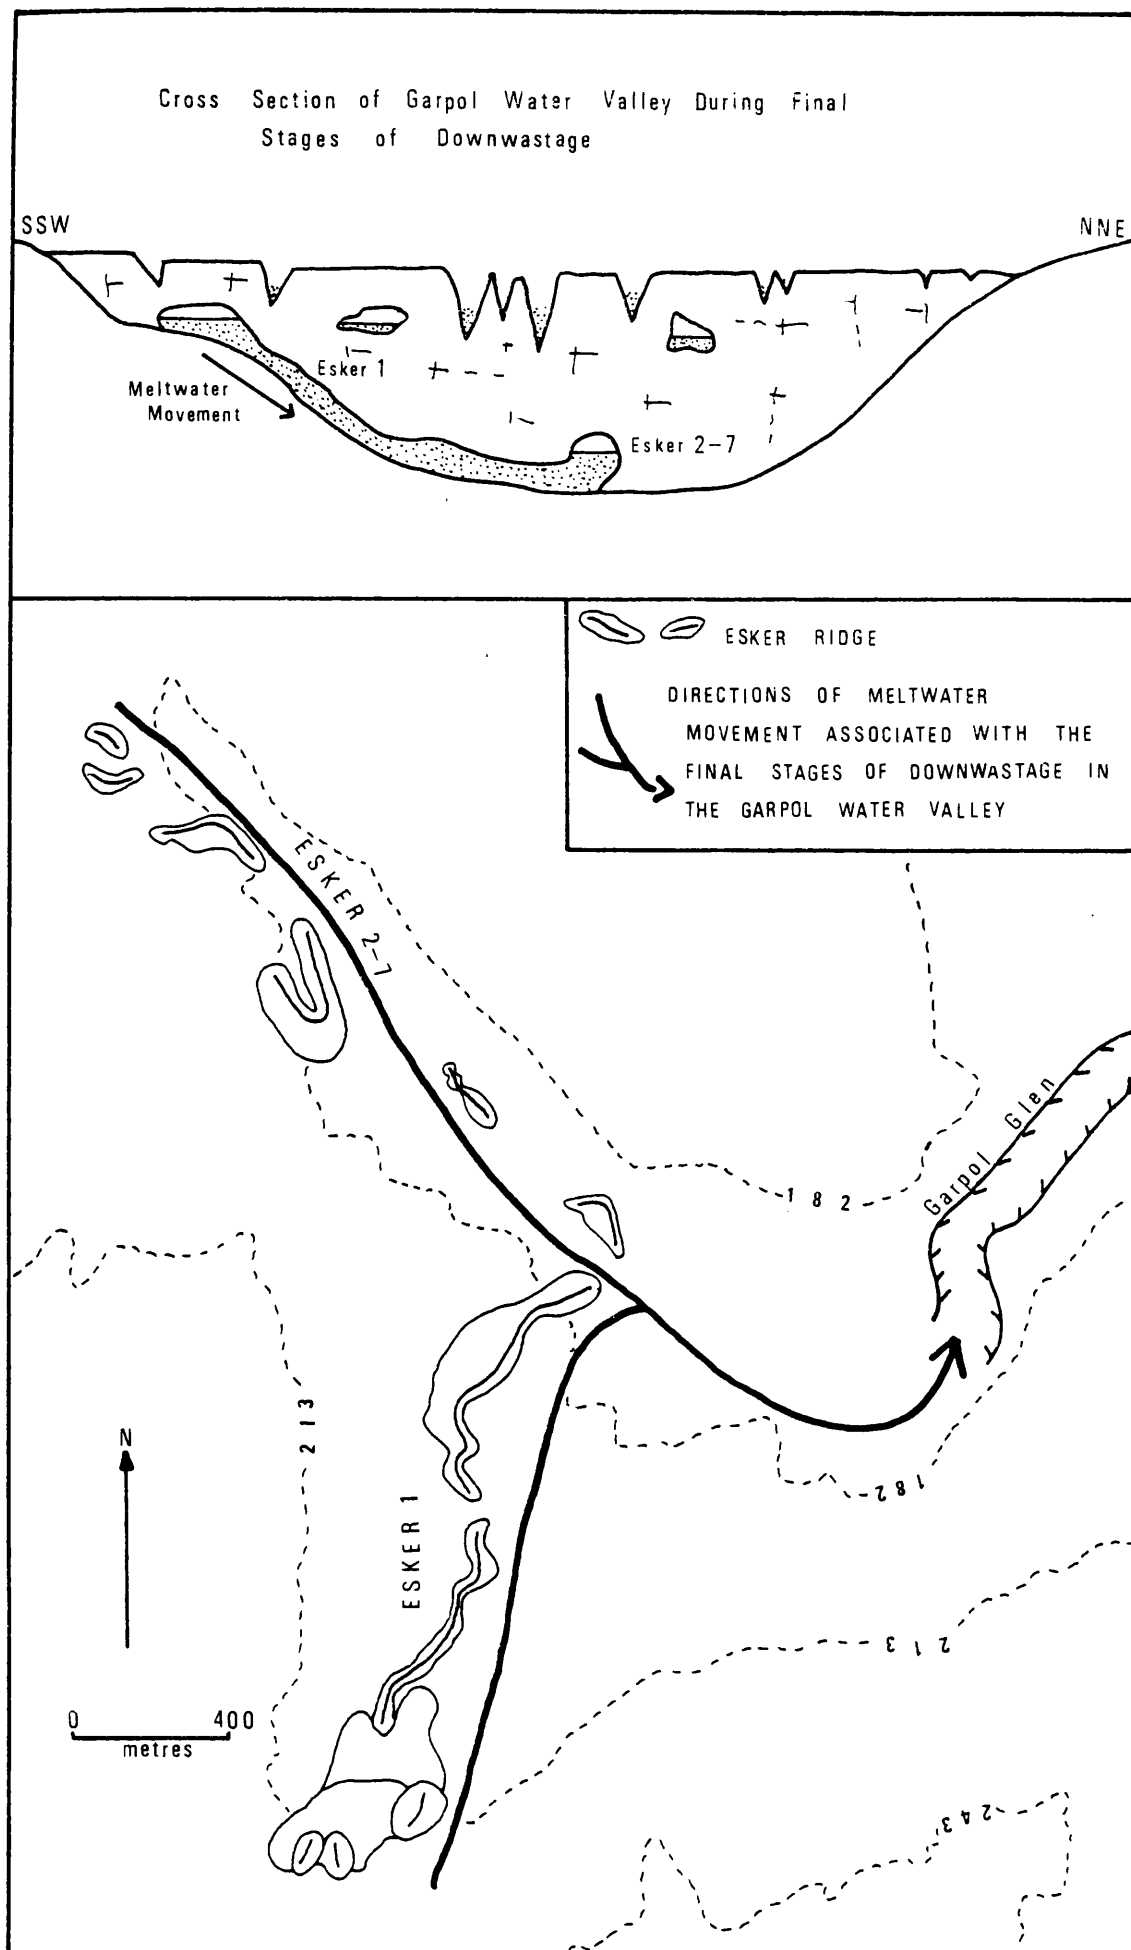 Cross Section of Garpol Water Valley During Final
Stages of Downwastage
SSW
NNE
Esker 1
Meltwater
Movement
Esker 2-7
ESKER RIDGE
DIRECTIONS OF MELTWATER
MOVEMENT ASSOCIATED WITH THE
FINAL STAGES OF DOWNWASTAGE IN
THE GARPOL WATER VALLEY
ESKER 2-7
Garpol Glen
182
213
N
182
ESKER 1
213
0 400
metres
243